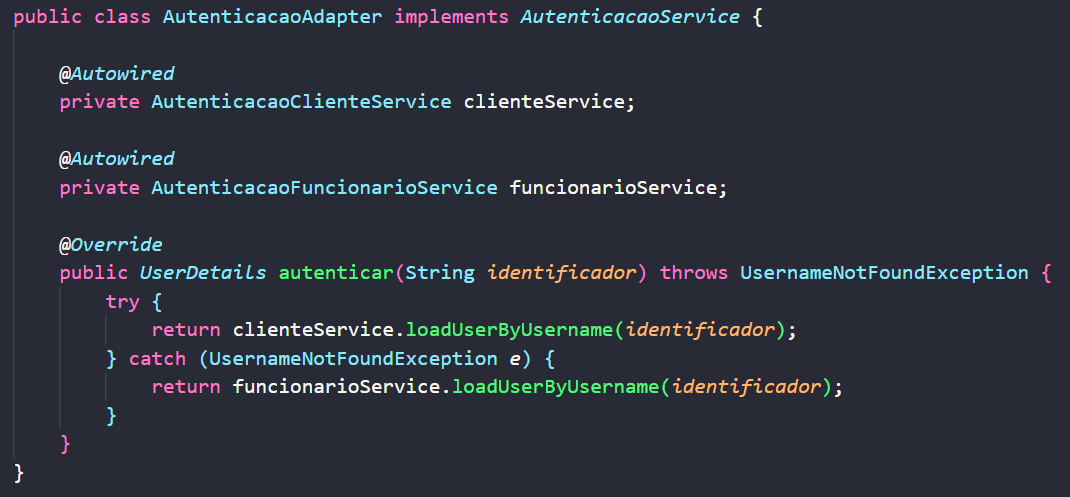 public class AutenticacaoAdapter implements AutenticacaoService {
@Autowired
private AutenticacaoClienteService clienteService;
@Autowired
private AutenticacaoFuncionarioService funcionarioService;
@Override
public UserDetails autenticar(String identificador) throws UsernameNotFoundException {
try {
return clienteService.loadUserByUsername(identificador);
} catch (UsernameNotFoundException e) {
return funcionarioService.loadUserByUsername(identificador);
}
}
}